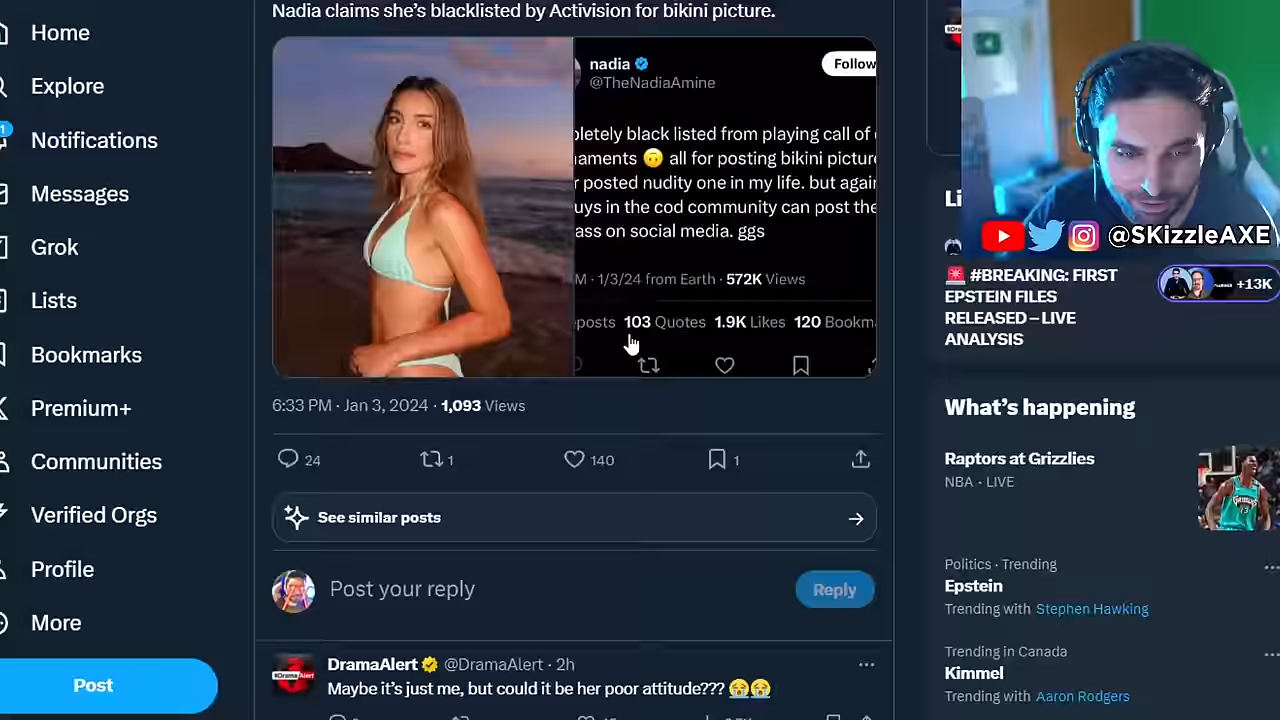 Home
Explore
1
Notifications
Messages
Grok
Lists
Bookmarks
Premium+
Communities
Verified Orgs
Profile
More
Post
Nadia claims she's blacklisted by Activision for bikini picture.
nadia
@TheNadiaAmine
Follow
pletely black listed from playing call of
naments 🙃 all for posting bikini pictur
r posted nudity one in my life. but agai
uys in the cod community can post the
ass on social media. ggs
M · 1/3/24 from Earth · 572K Views
posts 103 Quotes 1.9K Likes 120 Bookm
6:33 PM · Jan 3, 2024 · 1,093 Views
24
1
140
1
See similar posts
Post your reply
Reply
DramaAlert @DramaAlert · 2h
Maybe it's just me, but could it be her poor attitude??? 😭😭
@SKizzleAXE
Li
🚨 #BREAKING: FIRST
EPSTEIN FILES
RELEASED – LIVE
ANALYSIS
+13K
What's happening
Raptors at Grizzlies
NBA · LIVE
Politics · Trending
Epstein
Trending with Stephen Hawking
Trending in Canada
Kimmel
Trending with Aaron Rodgers